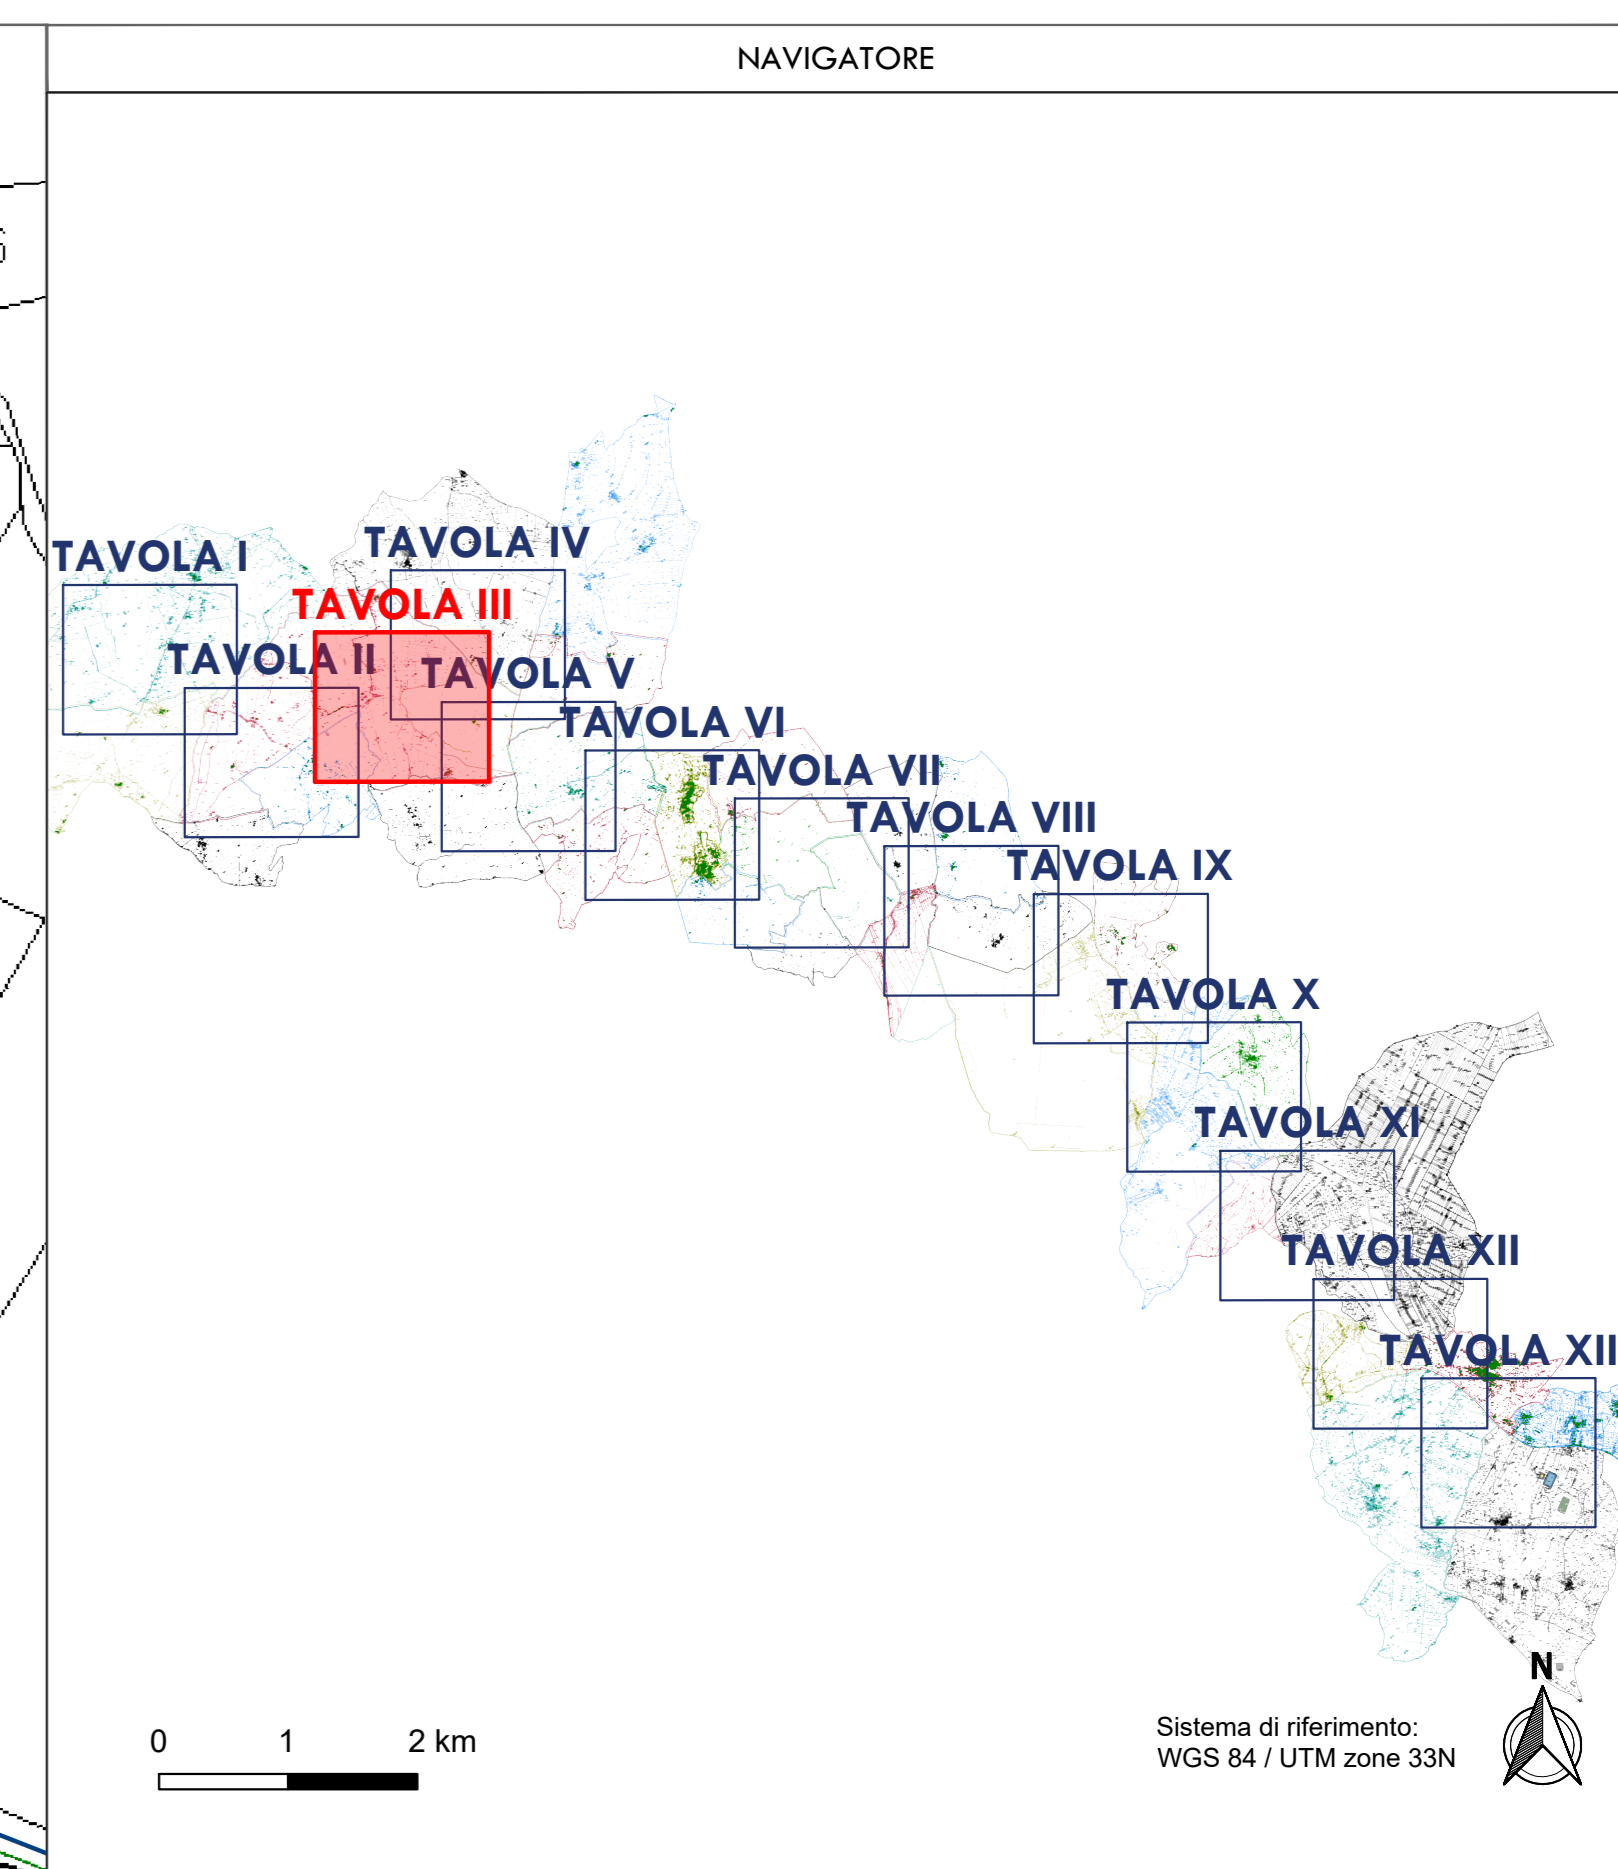 NAVIGATORE
TAVOLA IV
TAVOLA I
TAVOLA III
TAVOLA II
TAVOLA V
TAVOLA VI
TAVOLA VII
TAVOLA VIII
TAVOLA IX
TAVOLA X
TAVOLA XI
TAVOLA XII
TAVOLA XII
N
Sistema di riferimento:
WGS 84 / UTM zone 33N
0 1 2 km